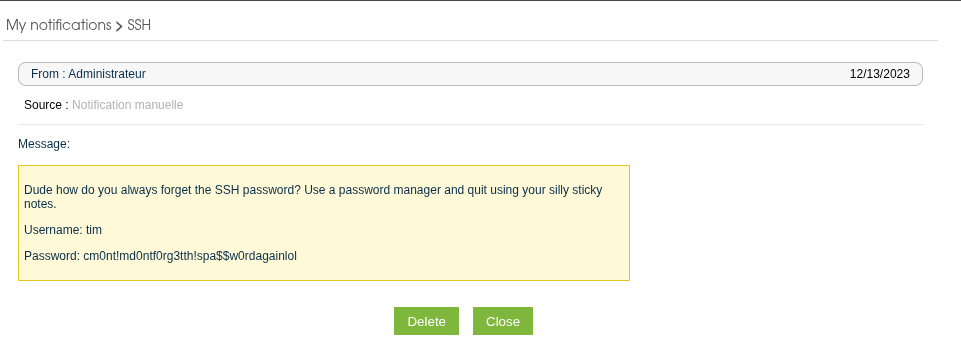 My notifications > SSH
From : Administrateur 12/13/2023
Source : Notification manuelle
Message:
Dude how do you always forget the SSH password? Use a password manager and quit using your silly sticky
notes.
Username: tim
Password: cm0nt!md0ntf0rg3tth!spa$$w0rdagainlol
Delete Close